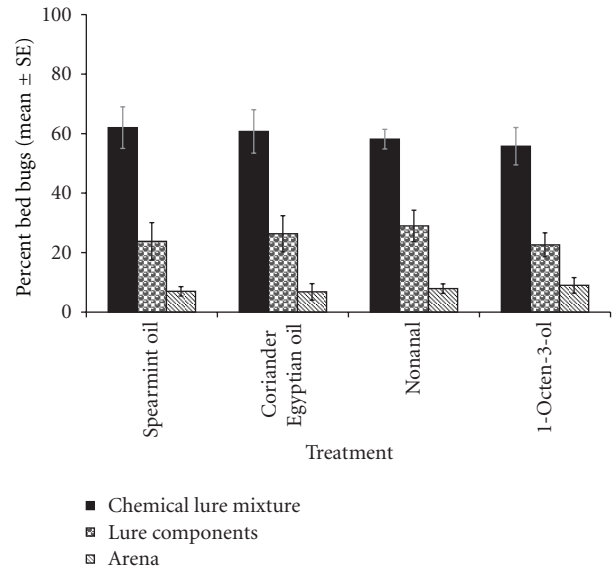 100
80
60
40
20
0
Percent bed bugs (mean ± SE)
Spearmint oil
Coriander
Egyptian oil
Nonanal
1-Octen-3-ol
Treatment
Chemical lure mixture
Lure components
Arena